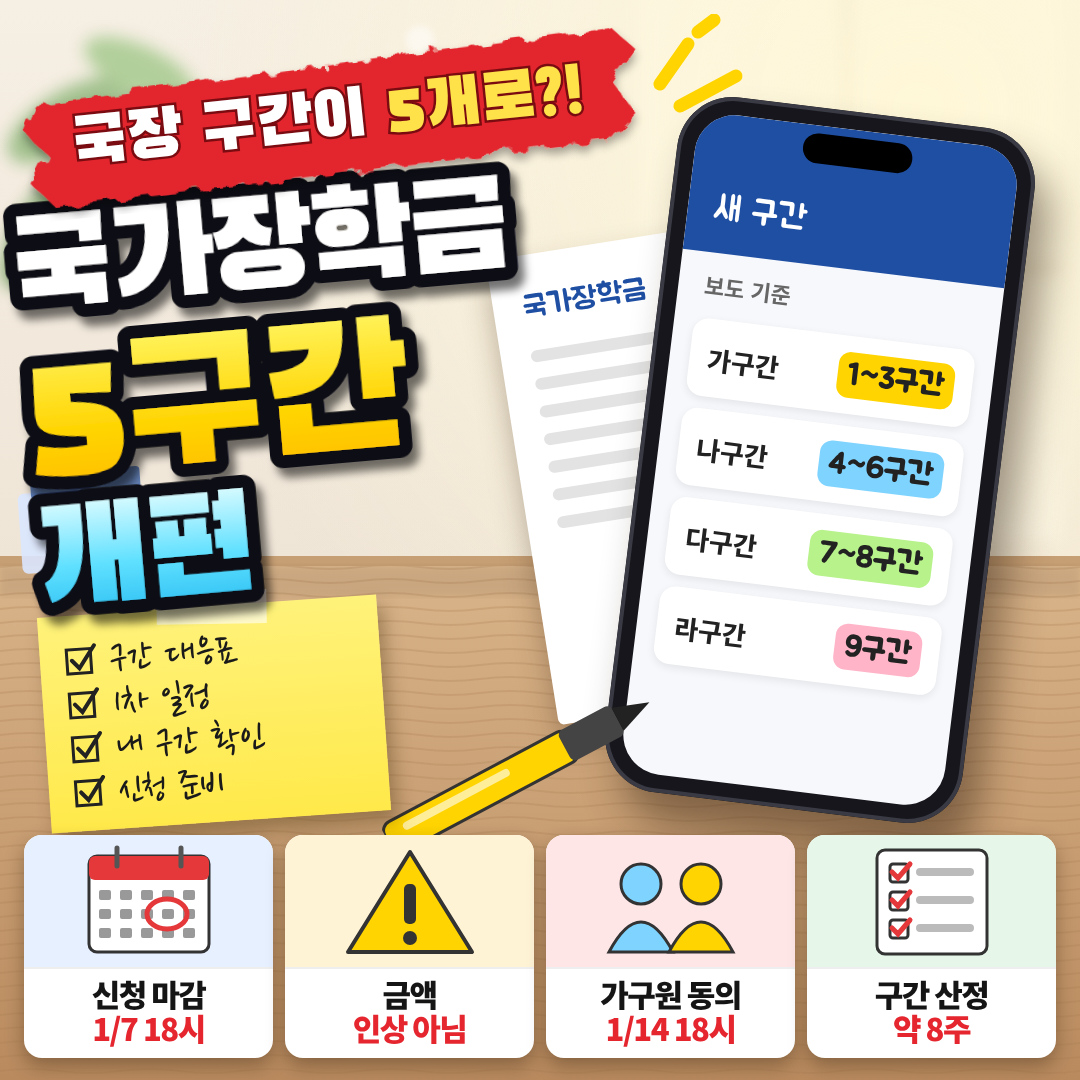 국장 구간이 5개로?!
국가장학금
5구간
개편
국가장학금
새 구간
보도 기준
가구간 1~3구간
나구간 4~6구간
다구간 7~8구간
라구간 9구간
구간 대응표
1차 일정
내 구간 확인
신청 준비
신청 마감
1/7 18시
금액
인상 아님
가구원 동의
1/14 18시
구간 산정
약 8주